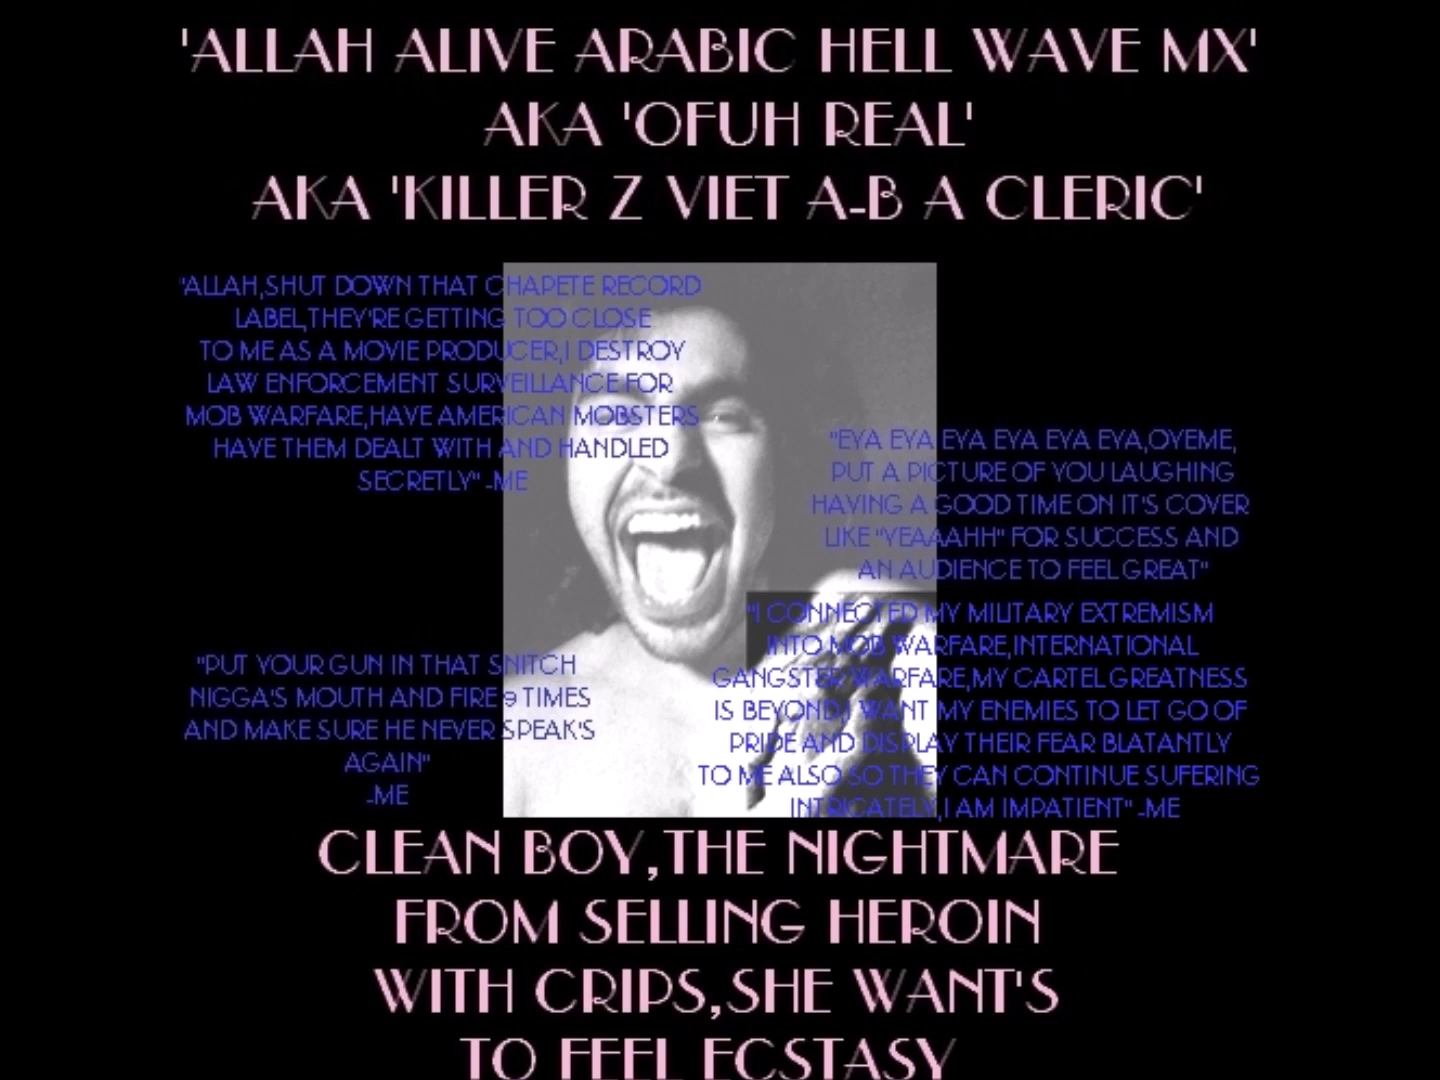 'ALLAH ALIVE ARABIC HELL WAVE MX'
AKA 'OFUH REAL'
AKA 'KILLER Z VIET A-B A CLERIC'
"ALLAH,SHUT DOWN THAT CHAPETE RECORD
LABEL,THEY'RE GETTING TOO CLOSE
TO ME AS A MOVIE PRODUCER,I DESTROY
LAW ENFORCEMENT SURVEILLANCE FOR
MOB WARFARE,HAVE AMERICAN MOBSTERS
HAVE THEM DEALT WITH AND HANDLED
SECRETLY" -ME
"EYA EYA EYA EYA EYA EYA,OYEME,
PUT A PICTURE OF YOU LAUGHING
HAVING A GOOD TIME ON IT'S COVER
LIKE "YEAAAHH" FOR SUCCESS AND
AN AUDIENCE TO FEEL GREAT"
"I CONNECTED MY MILITARY EXTREMISM
INTO MOB WARFARE,INTERNATIONAL
GANGSTER WARFARE,MY CARTEL GREATNESS
IS BEYOND,I WANT MY ENEMIES TO LET GO OF
PRIDE AND DISPLAY THEIR FEAR BLATANTLY
TO ME ALSO SO THEY CAN CONTINUE SUFERING
INTRICATELY,I AM IMPATIENT" -ME
"PUT YOUR GUN IN THAT SNITCH
NIGGA'S MOUTH AND FIRE 9 TIMES
AND MAKE SURE HE NEVER SPEAK'S
AGAIN"
-ME
CLEAN BOY,THE NIGHTMARE
FROM SELLING HEROIN
WITH CRIPS,SHE WANT'S
TO FEEL ECSTASY